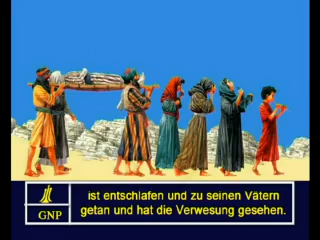 ist entschlafen und zu seinen Vätern
getan und hat die Verwesung gesehen.
GNP